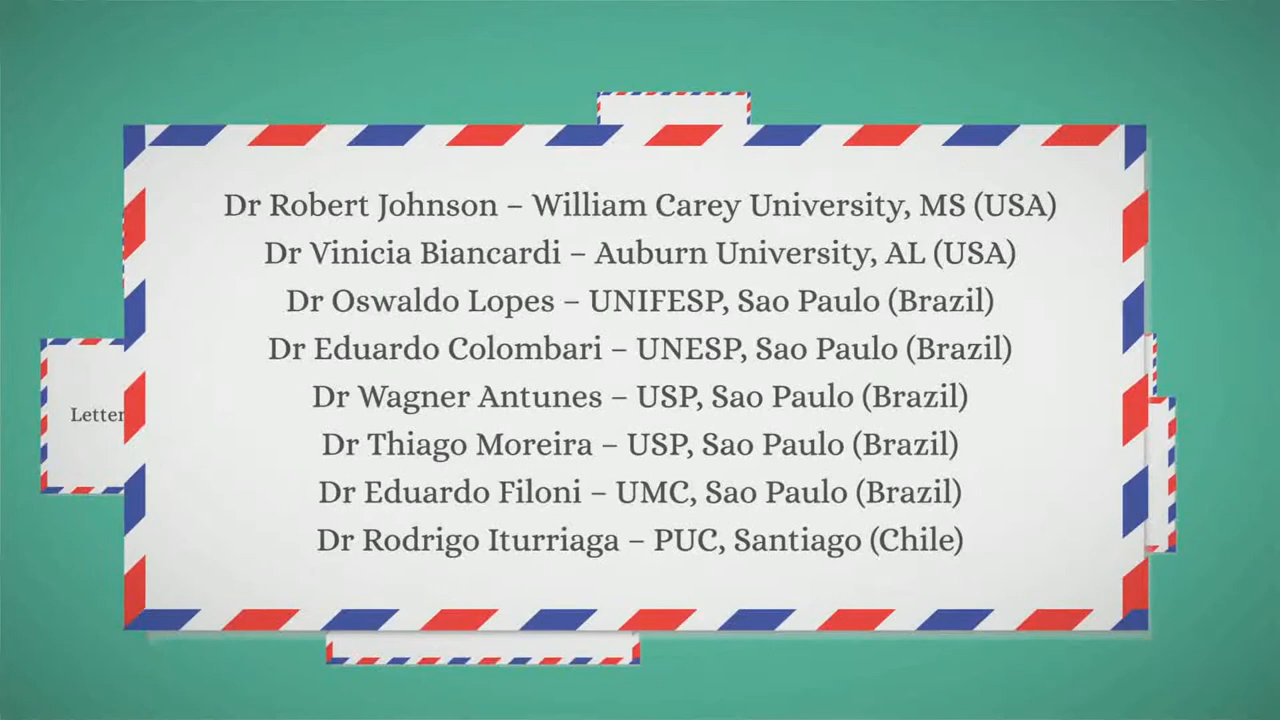 Dr Robert Johnson – William Carey University, MS (USA)
Dr Vinicia Biancardi – Auburn University, AL (USA)
Dr Oswaldo Lopes – UNIFESP, Sao Paulo (Brazil)
Dr Eduardo Colombari – UNESP, Sao Paulo (Brazil)
Dr Wagner Antunes – USP, Sao Paulo (Brazil)
Dr Thiago Moreira – USP, Sao Paulo (Brazil)
Letter
Dr Eduardo Filoni – UMC, Sao Paulo (Brazil)
Dr Rodrigo Iturriaga – PUC, Santiago (Chile)